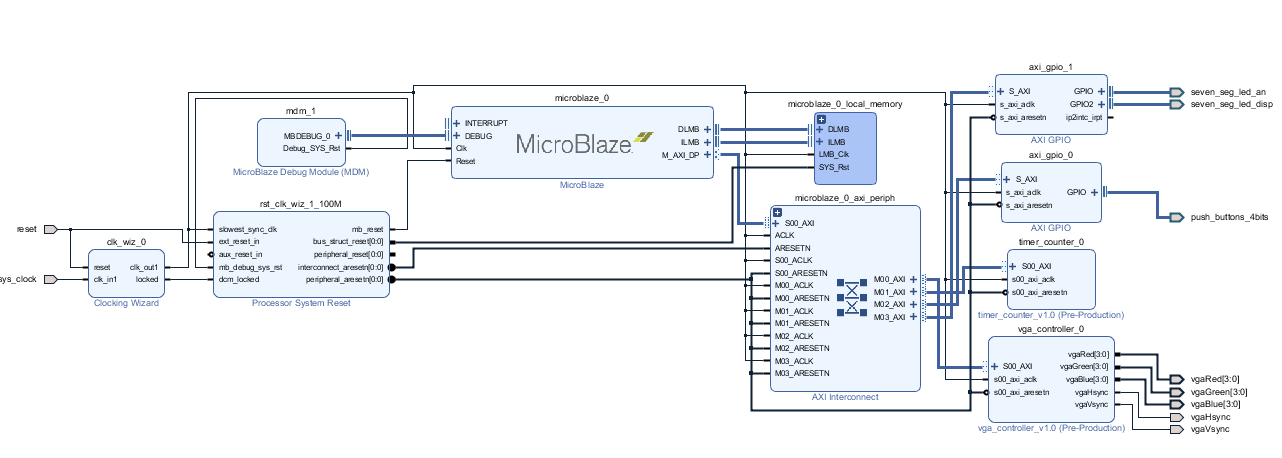 reset
sys_clock
clk_wiz_0
reset
clk_in1
clk_out1
locked
Clocking Wizard
mdm_1
MBDEBUG_0
Debug_SYS_Rst
MicroBlaze Debug Module (MDM)
rst_clk_wiz_1_100M
slowest_sync_clk
ext_reset_in
aux_reset_in
mb_debug_sys_rst
dcm_locked
mb_reset
bus_struct_reset[0:0]
peripheral_reset[0:0]
interconnect_aresetn[0:0]
peripheral_aresetn[0:0]
Processor System Reset
microblaze_0
INTERRUPT
DEBUG
Clk
Reset
MicroBlaze
DLMB
ILMB
M_AXI_DP
MicroBlaze
microblaze_0_local_memory
DLMB
ILMB
LMB_Clk
SYS_Rst
microblaze_0_axi_periph
S00_AXI
ACLK
ARESETN
S00_ACLK
S00_ARESETN
M00_ACLK
M00_ARESETN
M01_ACLK
M01_ARESETN
M02_ACLK
M02_ARESETN
M03_ACLK
M03_ARESETN
M00_AXI
M01_AXI
M02_AXI
M03_AXI
AXI Interconnect
axi_gpio_1
S_AXI
s_axi_aclk
s_axi_aresetn
GPIO
GPIO2
ip2intc_irpt
AXI GPIO
axi_gpio_0
S_AXI
s_axi_aclk
s_axi_aresetn
GPIO
AXI GPIO
timer_counter_0
S00_AXI
s00_axi_aclk
s00_axi_aresetn
timer_counter_v1.0 (Pre-Production)
vga_controller_0
S00_AXI
s00_axi_aclk
s00_axi_aresetn
vgaRed[3:0]
vgaGreen[3:0]
vgaBlue[3:0]
vgaHsync
vgaVsync
vga_controller_v1.0 (Pre-Production)
seven_seg_led_an
seven_seg_led_disp
push_buttons_4bits
vgaRed[3:0]
vgaGreen[3:0]
vgaBlue[3:0]
vgaHsync
vgaVsync